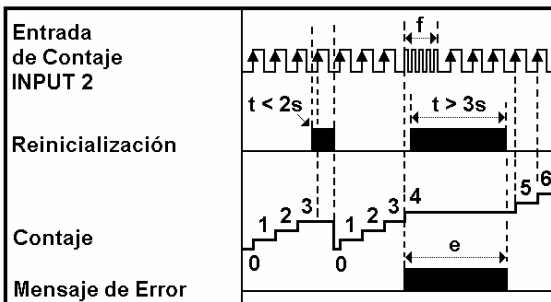 Entrada
de Contaje
INPUT 2
f
t < 2s
t > 3s
Reinicialización
Contaje
0
1
2
3
0
1
2
3
4
5
6
e
Mensaje de Error